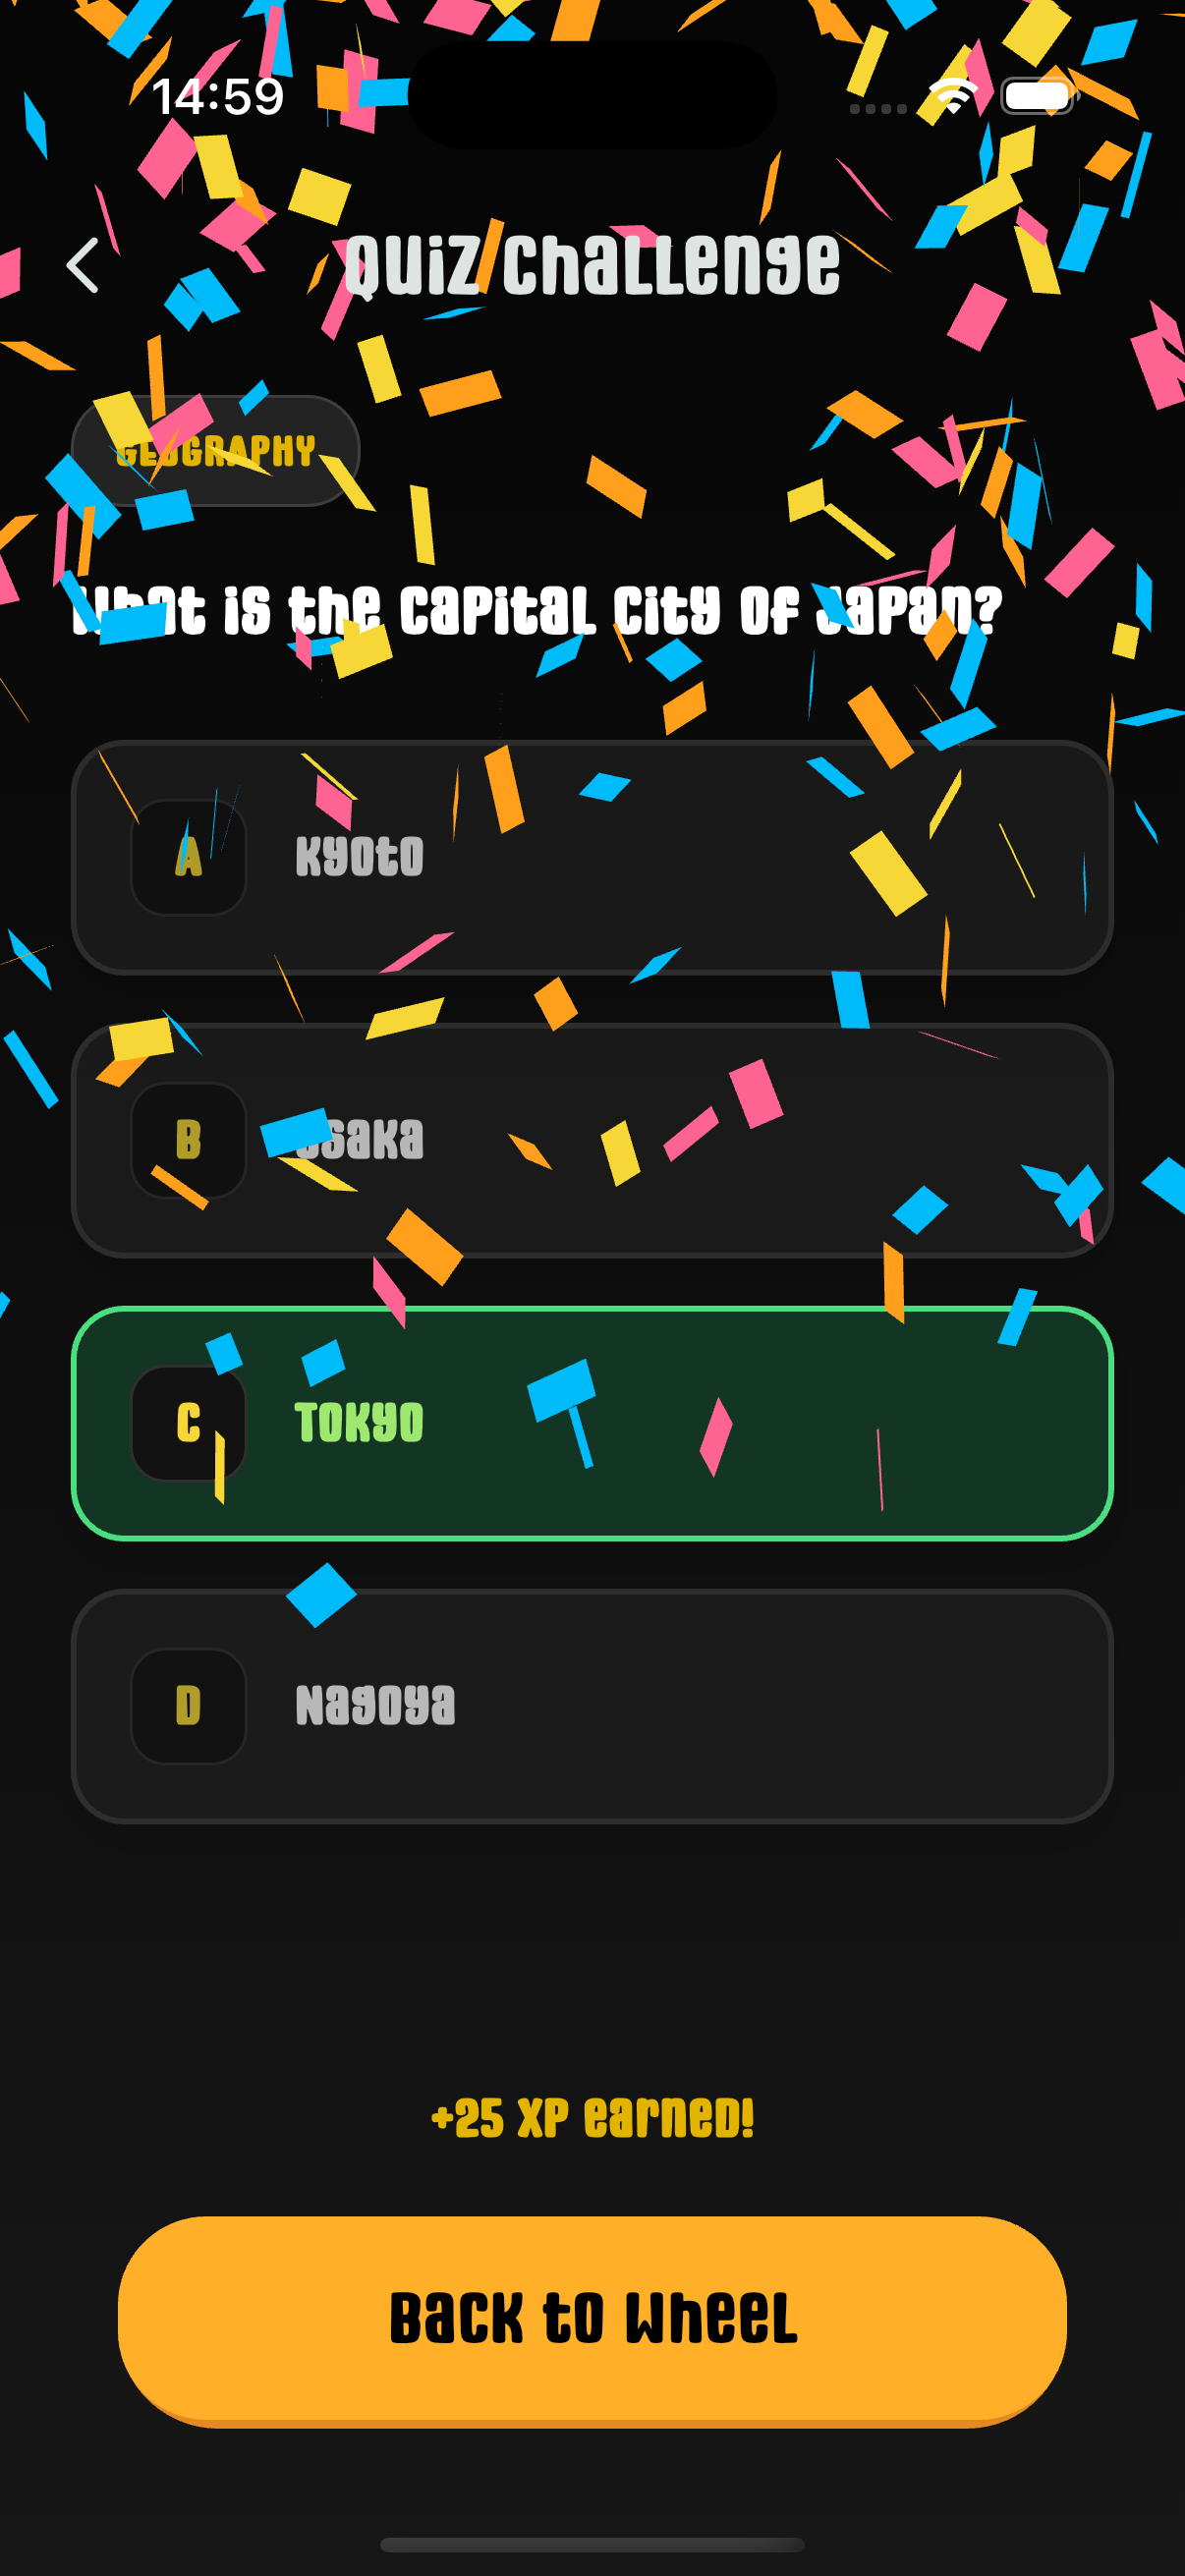 14:59
Quiz Challenge
GEOGRAPHY
What is the capital city of Japan?
A
Kyoto
B
Osaka
C
Tokyo
D
Nagoya
+25 XP earned!
Back to Wheel